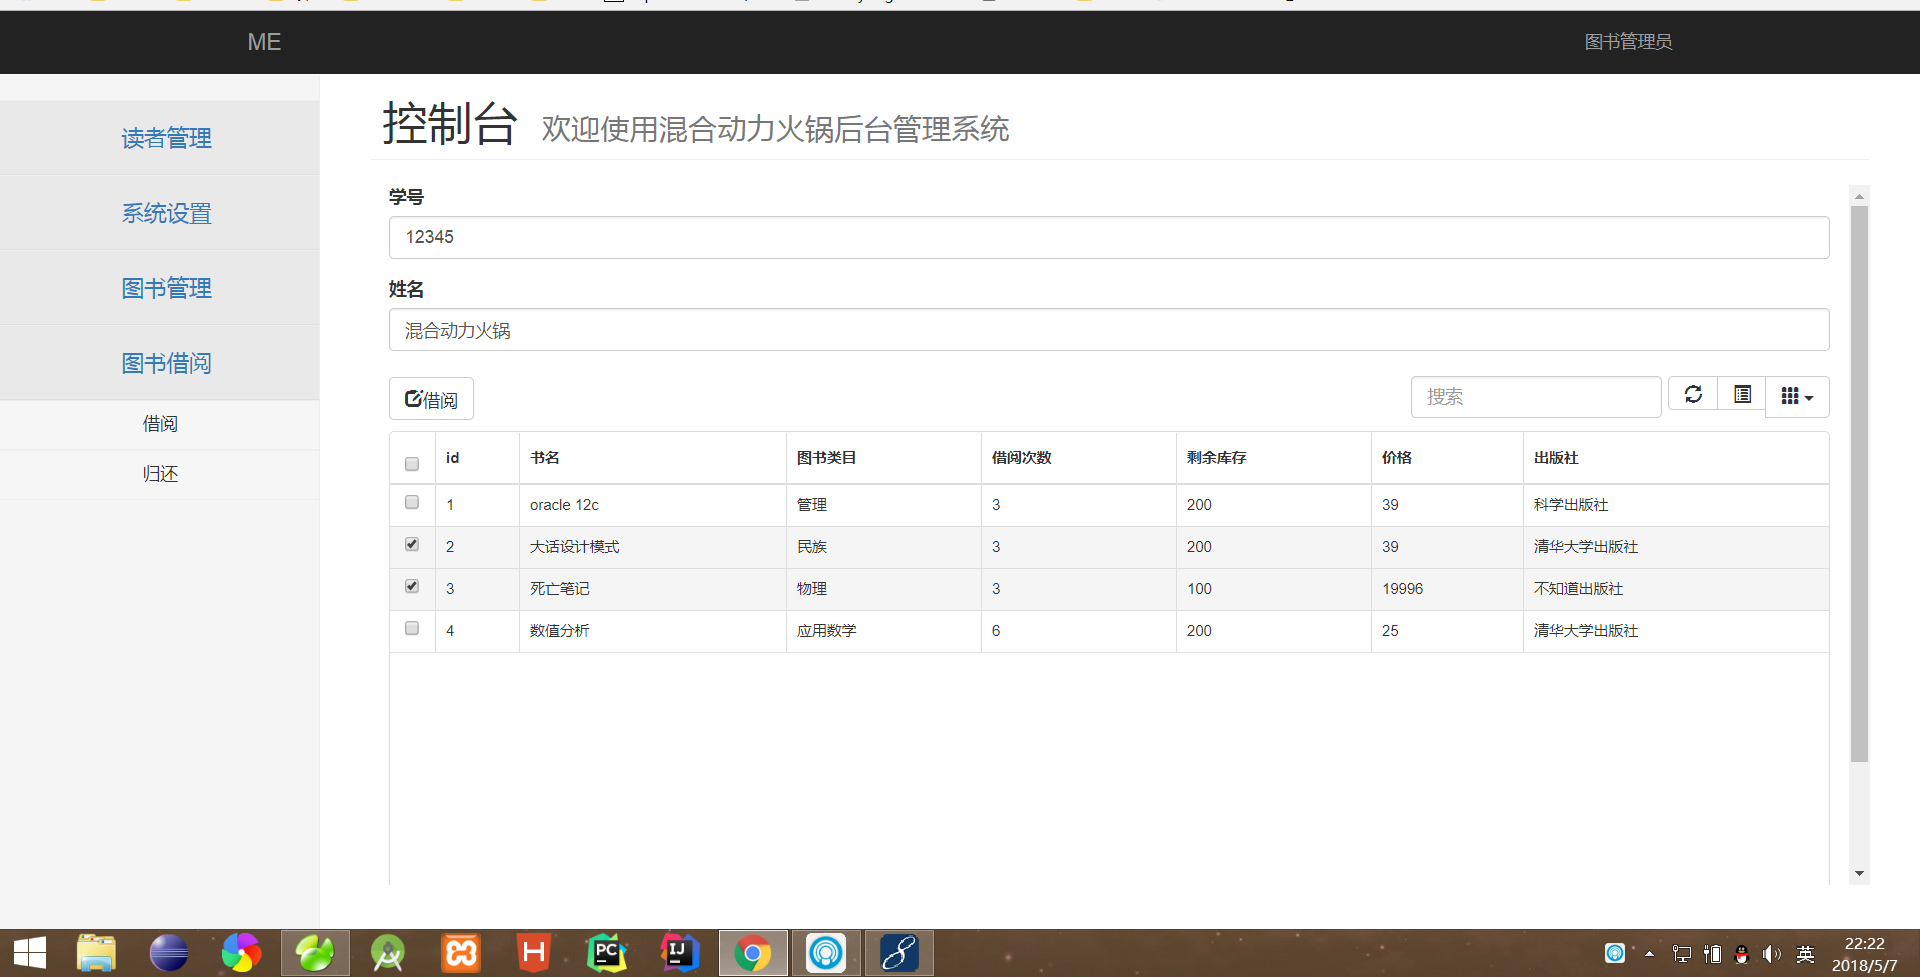 ME 图书管理员
控制台 欢迎使用混合动力火锅后台管理系统
读者管理
系统设置
图书管理
图书借阅
借阅
归还
学号
12345
姓名
混合动力火锅
借阅 搜索
id 书名 图书类目 借阅次数 剩余库存 价格 出版社
1 oracle 12c 管理 3 200 39 科学出版社
2 大话设计模式 民族 3 200 39 清华大学出版社
3 死亡笔记 物理 3 100 19996 不知道出版社
4 数值分析 应用数学 6 200 25 清华大学出版社
H PC IJ 英 22:22
2018/5/7